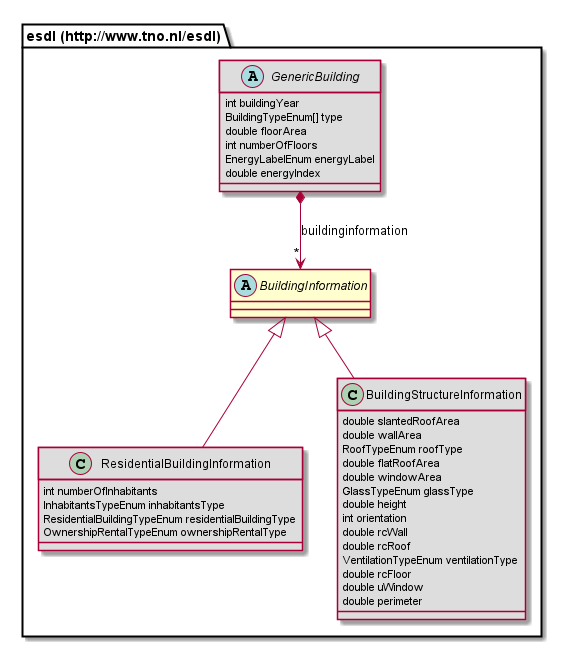 esdl (http://www.tno.nl/esdl)
A GenericBuilding
int buildingYear
BuildingTypeEnum[] type
double floorArea
int numberOfFloors
EnergyLabelEnum energyLabel
double energyIndex
buildinginformation
*
A BuildingInformation
C BuildingStructureInformation
double slantedRoofArea
double wallArea
RoofTypeEnum roofType
double flatRoofArea
double windowArea
GlassTypeEnum glassType
double height
int orientation
double rcWall
double rcRoof
VentilationTypeEnum ventilationType
double rcFloor
double uWindow
double perimeter
C ResidentialBuildingInformation
int numberOfInhabitants
InhabitantsTypeEnum inhabitantsType
ResidentialBuildingTypeEnum residentialBuildingType
OwnershipRentalTypeEnum ownershipRentalType